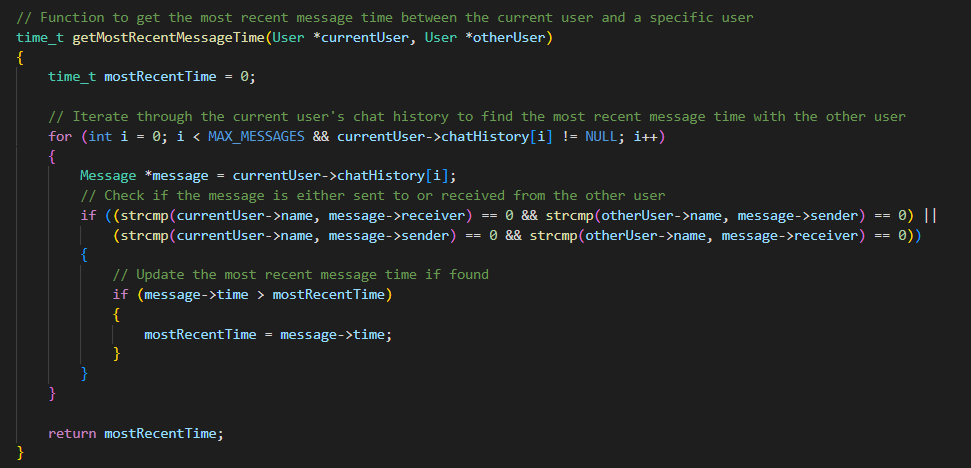 // Function to get the most recent message time between the current user and a specific user
time_t getMostRecentMessageTime(User *currentUser, User *otherUser)
{
    time_t mostRecentTime = 0;

    // Iterate through the current user's chat history to find the most recent message time with the other user
    for (int i = 0; i < MAX_MESSAGES && currentUser->chatHistory[i] != NULL; i++)
    {
        Message *message = currentUser->chatHistory[i];
        // Check if the message is either sent to or received from the other user
        if ((strcmp(currentUser->name, message->receiver) == 0 && strcmp(otherUser->name, message->sender) == 0) ||
            (strcmp(currentUser->name, message->sender) == 0 && strcmp(otherUser->name, message->receiver) == 0))
        {
            // Update the most recent message time if found
            if (message->time > mostRecentTime)
            {
                mostRecentTime = message->time;
            }
        }
    }

    return mostRecentTime;
}